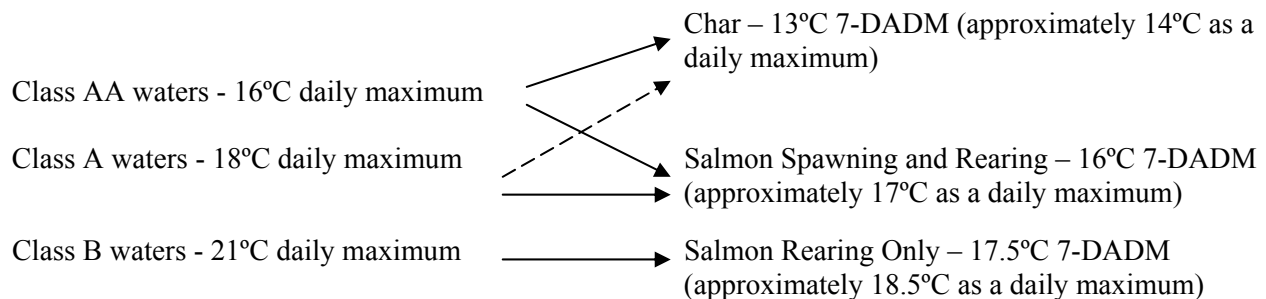 Char – 13ºC 7-DADM (approximately 14ºC as a
daily maximum)
Class AA waters - 16ºC daily maximum
Class A waters - 18ºC daily maximum
Salmon Spawning and Rearing – 16ºC 7-DADM
(approximately 17ºC as a daily maximum)
Class B waters - 21ºC daily maximum
Salmon Rearing Only – 17.5ºC 7-DADM
(approximately 18.5ºC as a daily maximum)